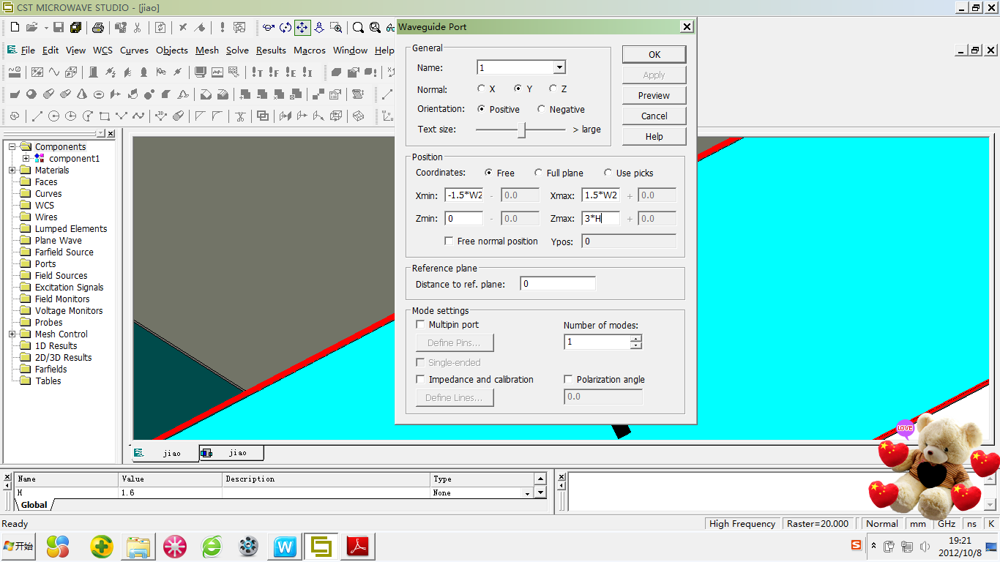 CST MICROWAVE STUDIO - [jiao]
File Edit View WCS Curves Objects Mesh Solve Results Macros Window Help
Components
component1
Materials
Faces
Curves
WCS
Wires
Lumped Elements
Plane Wave
Farfield Source
Ports
Field Sources
Excitation Signals
Field Monitors
Voltage Monitors
Probes
Mesh Control
1D Results
2D/3D Results
Farfields
Tables
Waveguide Port
General
Name: 1
Normal: X Y Z
Orientation: Positive Negative
Text size: > large
OK
Apply
Preview
Cancel
Help
Position
Coordinates: Free Full plane Use picks
Xmin: -1.5*W2 - 0.0 Xmax: 1.5*W2 + 0.0
Zmin: 0 - 0.0 Zmax: 3*H + 0.0
Free normal position Ypos: 0
Reference plane
Distance to ref. plane: 0
Mode settings
Multipin port Number of modes:
Define Pins... 1
Single-ended
Impedance and calibration Polarization angle
Define Lines... 0.0
LOVE
jiao jiao
Name Value Description Type
H 1.6 None
Global
Ready High Frequency Raster=20.000 Normal mm GHz ns K
开始
19:21
2012/10/8